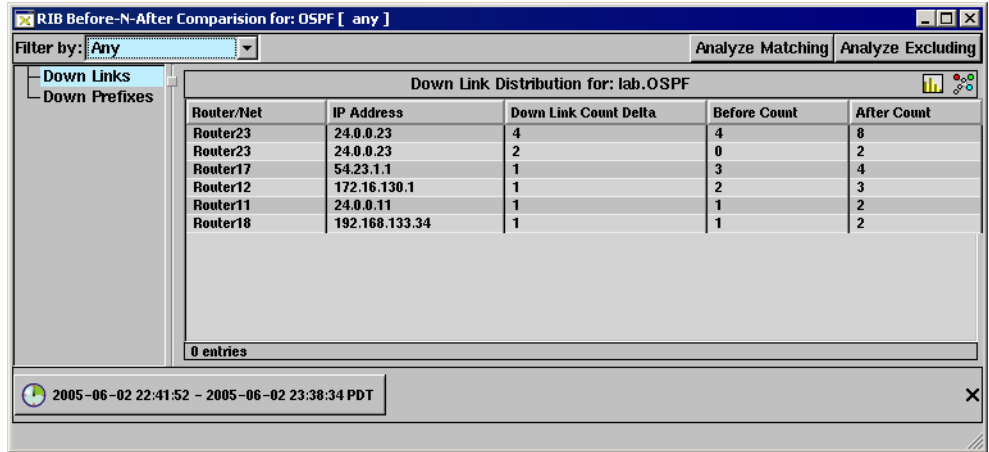 RIB Before-N-After Comparision for: OSPF [ any ]
Filter by: Any Analyze Matching Analyze Excluding
Down Links
Down Prefixes
Down Link Distribution for: lab.OSPF
Router/Net IP Address Down Link Count Delta Before Count After Count
Router23 24.0.0.23 4 4 8
Router23 24.0.0.23 2 0 2
Router17 54.23.1.1 1 3 4
Router12 172.16.130.1 1 2 3
Router11 24.0.0.11 1 1 2
Router18 192.168.133.34 1 1 2
0 entries
2005-06-02 22:41:52 - 2005-06-02 23:38:34 PDT